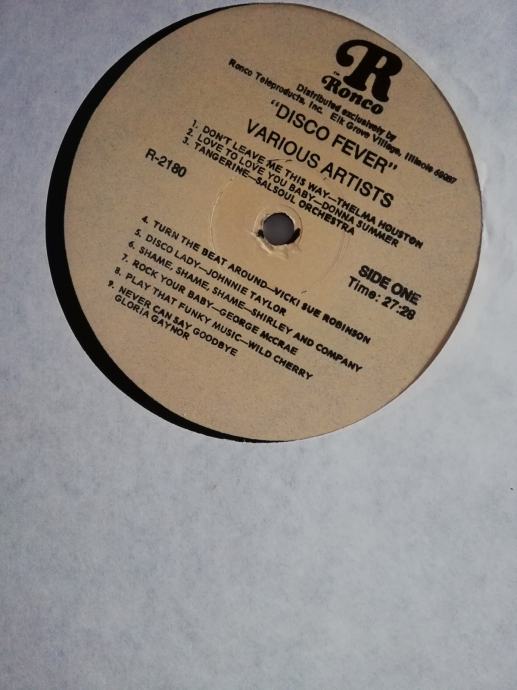 R
Ronco
Distributed exclusively by
Ronco Teleproducts, Inc. Elk Grove Village, Illinois 60007
"DISCO FEVER"
VARIOUS ARTISTS
1. DON'T LEAVE ME THIS WAY—THELMA HOUSTON
2. LOVE TO LOVE YOU BABY—DONNA SUMMER
3. TANGERINE—SALSOUL ORCHESTRA
R-2180
SIDE ONE
Time: 27:28
4. TURN THE BEAT AROUND—VICKI SUE ROBINSON
5. DISCO LADY—JOHNNIE TAYLOR
6. SHAME, SHAME, SHAME—SHIRLEY AND COMPANY
7. ROCK YOUR BABY—GEORGE McCRAE
8. PLAY THAT FUNKY MUSIC—WILD CHERRY
9. NEVER CAN SAY GOODBYE
GLORIA GAYNOR